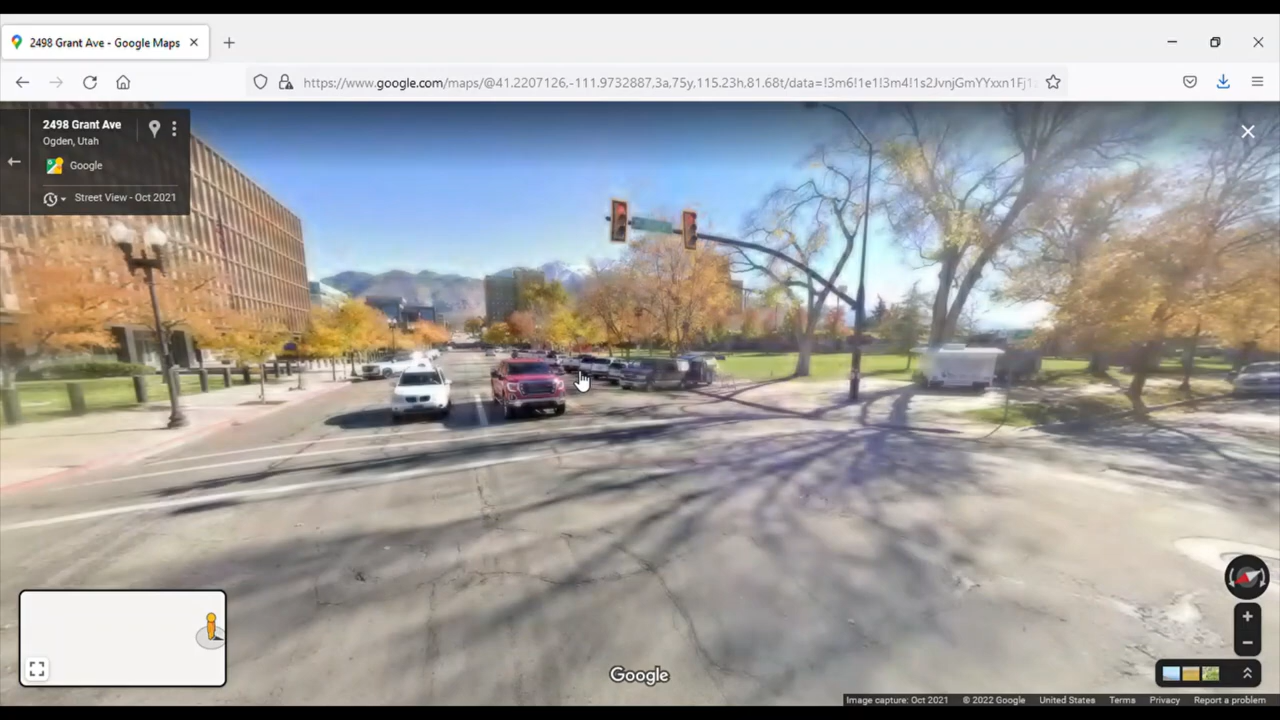 2498 Grant Ave - Google Maps
https://www.google.com/maps/@41.2207126,-111.9732887,3a,75y,115.23h,81.68t/data=!3m6!1e1!3m4!1s2JvnjGmYYxxn1Fj1
2498 Grant Ave
Ogden, Utah
Google
Street View - Oct 2021
Google
Image capture: Oct 2021 © 2022 Google United States Terms Privacy Report a problem